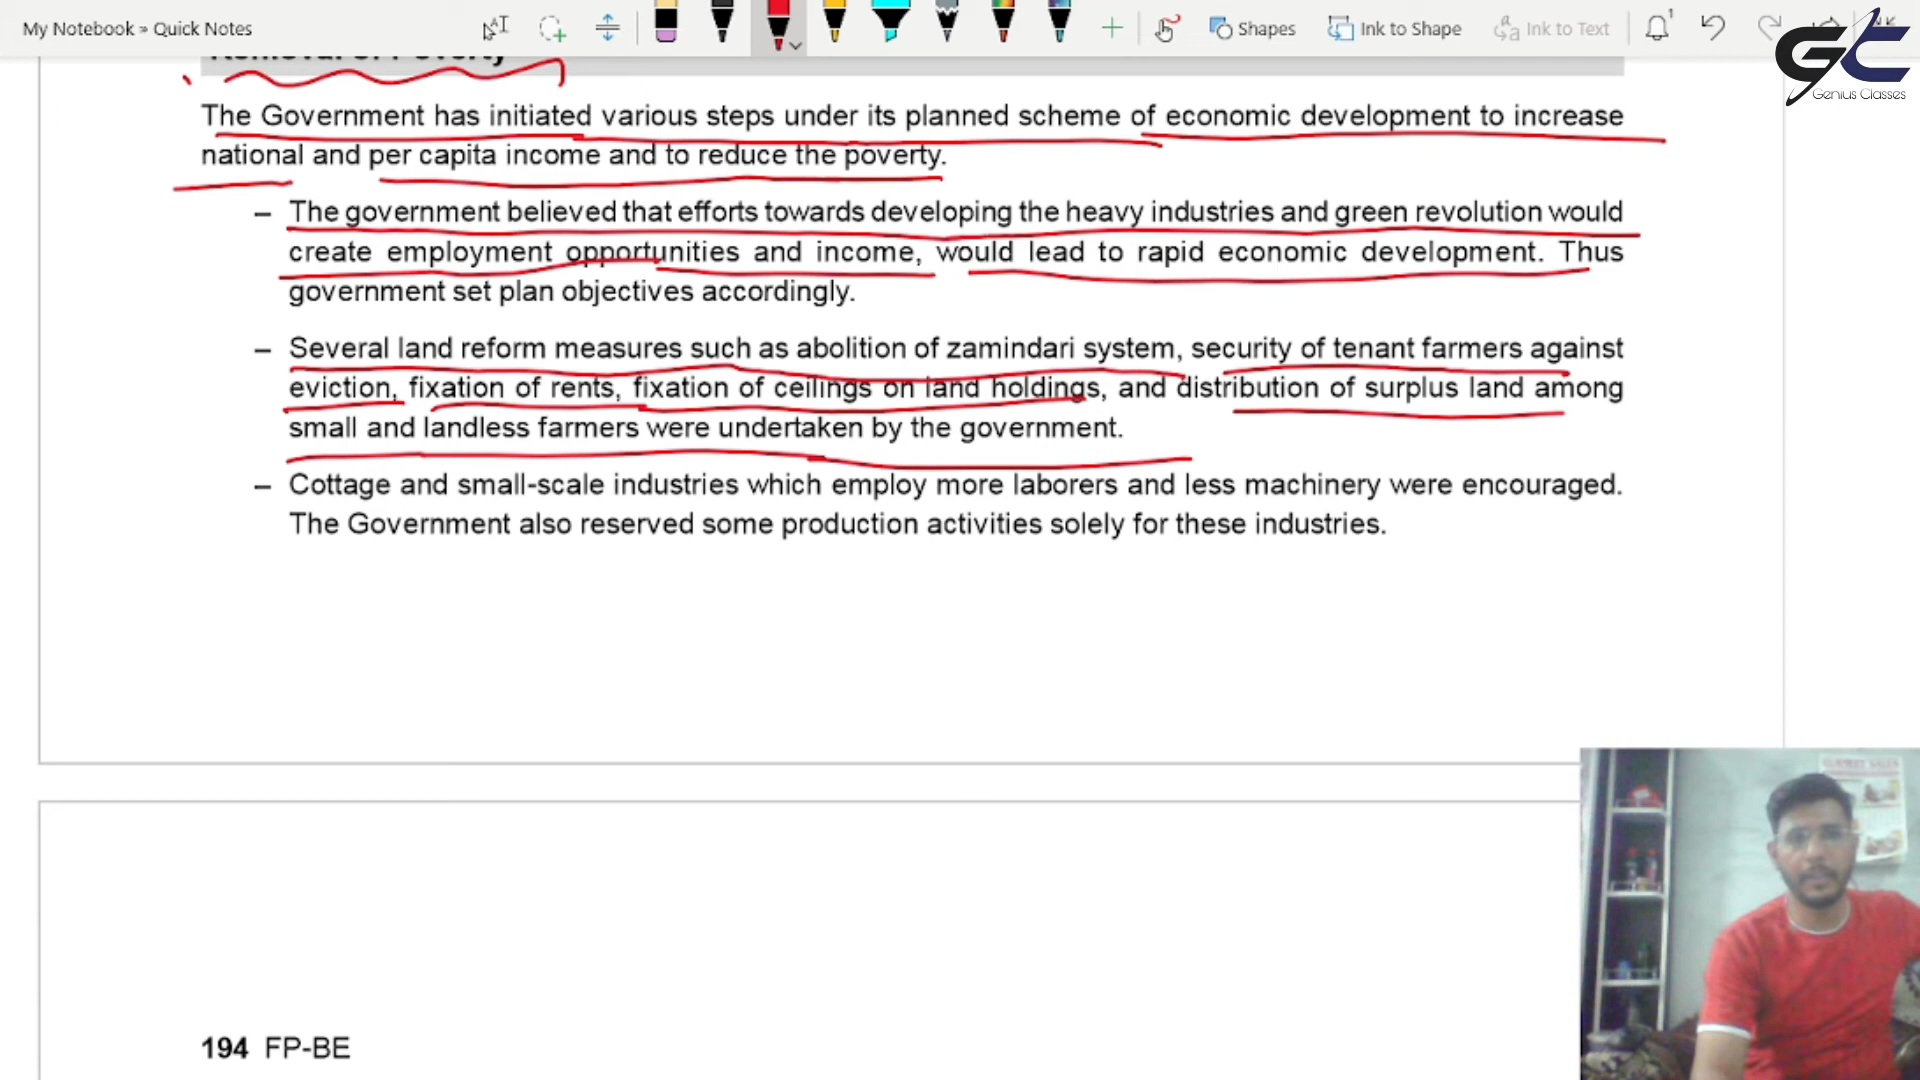 My Notebook » Quick Notes
Shapes
Ink to Shape
Ink to Text
1
Genius Classes
Removal of Poverty
The Government has initiated various steps under its planned scheme of economic development to increase
national and per capita income and to reduce the poverty.
– The government believed that efforts towards developing the heavy industries and green revolution would
create employment opportunities and income, would lead to rapid economic development. Thus
government set plan objectives accordingly.
– Several land reform measures such as abolition of zamindari system, security of tenant farmers against
eviction, fixation of rents, fixation of ceilings on land holdings, and distribution of surplus land among
small and landless farmers were undertaken by the government.
– Cottage and small-scale industries which employ more laborers and less machinery were encouraged.
The Government also reserved some production activities solely for these industries.
194 FP-BE